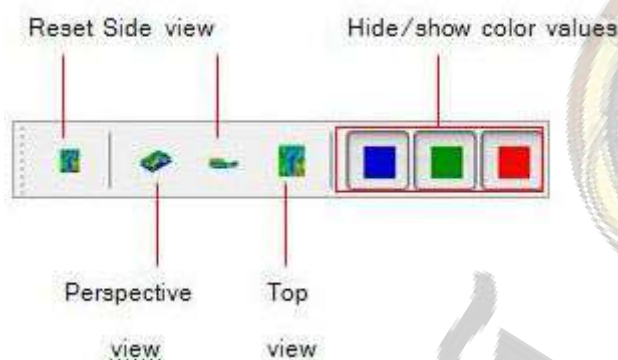 Reset Side view
Hide/show color values
Perspective
view
Top
view